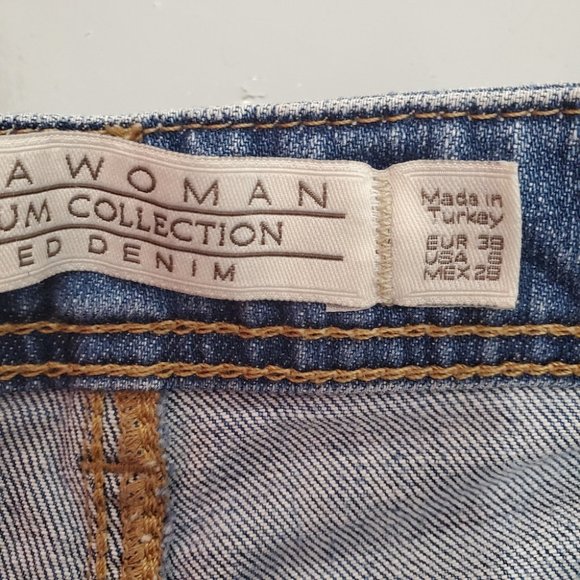 A WOMAN
UM COLLECTION
ED DENIM
Made in
Turkey
EUR 38
USA 6
MEX 28